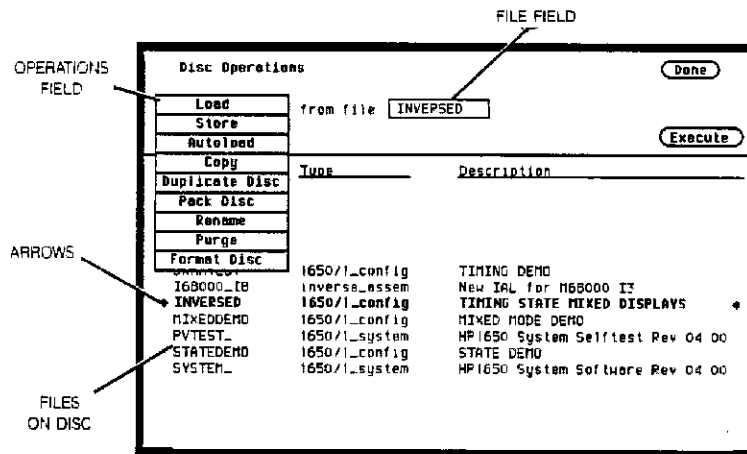 FILE FIELD
OPERATIONS FIELD
Disc Operations
Done
Load
Store
Autoload
Copy
Duplicate Disc
Pack Disc
Rename
Purge
Format Disc
from file INVERSED
Execute
Type Description
1650/1_config TIMING DEMO
I68000_I8 inverse_assem New IAL for M68000 I3
ARROWS
INVERSED 1650/1_config TIMING STATE MIXED DISPLAYS
MIXEDDEMO 1650/1_config MIXED MODE DEMO
PVTEST_ 1650/1_system HP1650 System Selftest Rev 04 00
STATEDEMO 1650/1_config STATE DEMO
SYSTEM_ 1650/1_system HP1650 System Software Rev 04 00
FILES
ON DISC